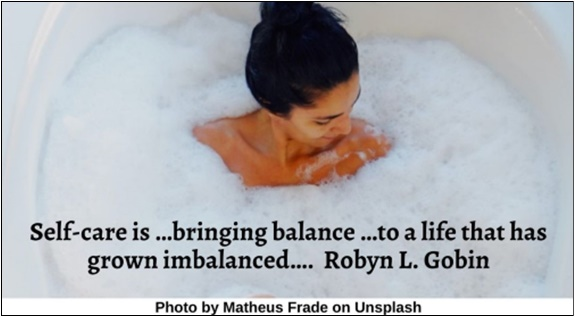 Self-care is ...bringing balance ...to a life that has
grown imbalanced.... Robyn L. Gobin
Photo by Matheus Frade on Unsplash